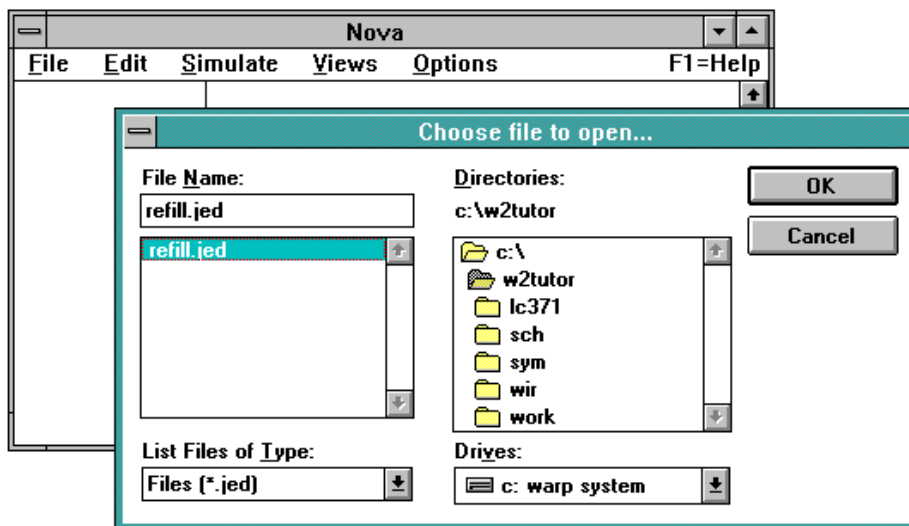 Nova
File Edit Simulate Views Options F1=Help
Choose file to open...
File Name:
refill.jed
refill.jed
List Files of Type:
Files (*.jed)
Directories:
c:\w2tutor
c:\
w2tutor
lc371
sch
sym
wir
work
Drives:
c: warp system
OK
Cancel